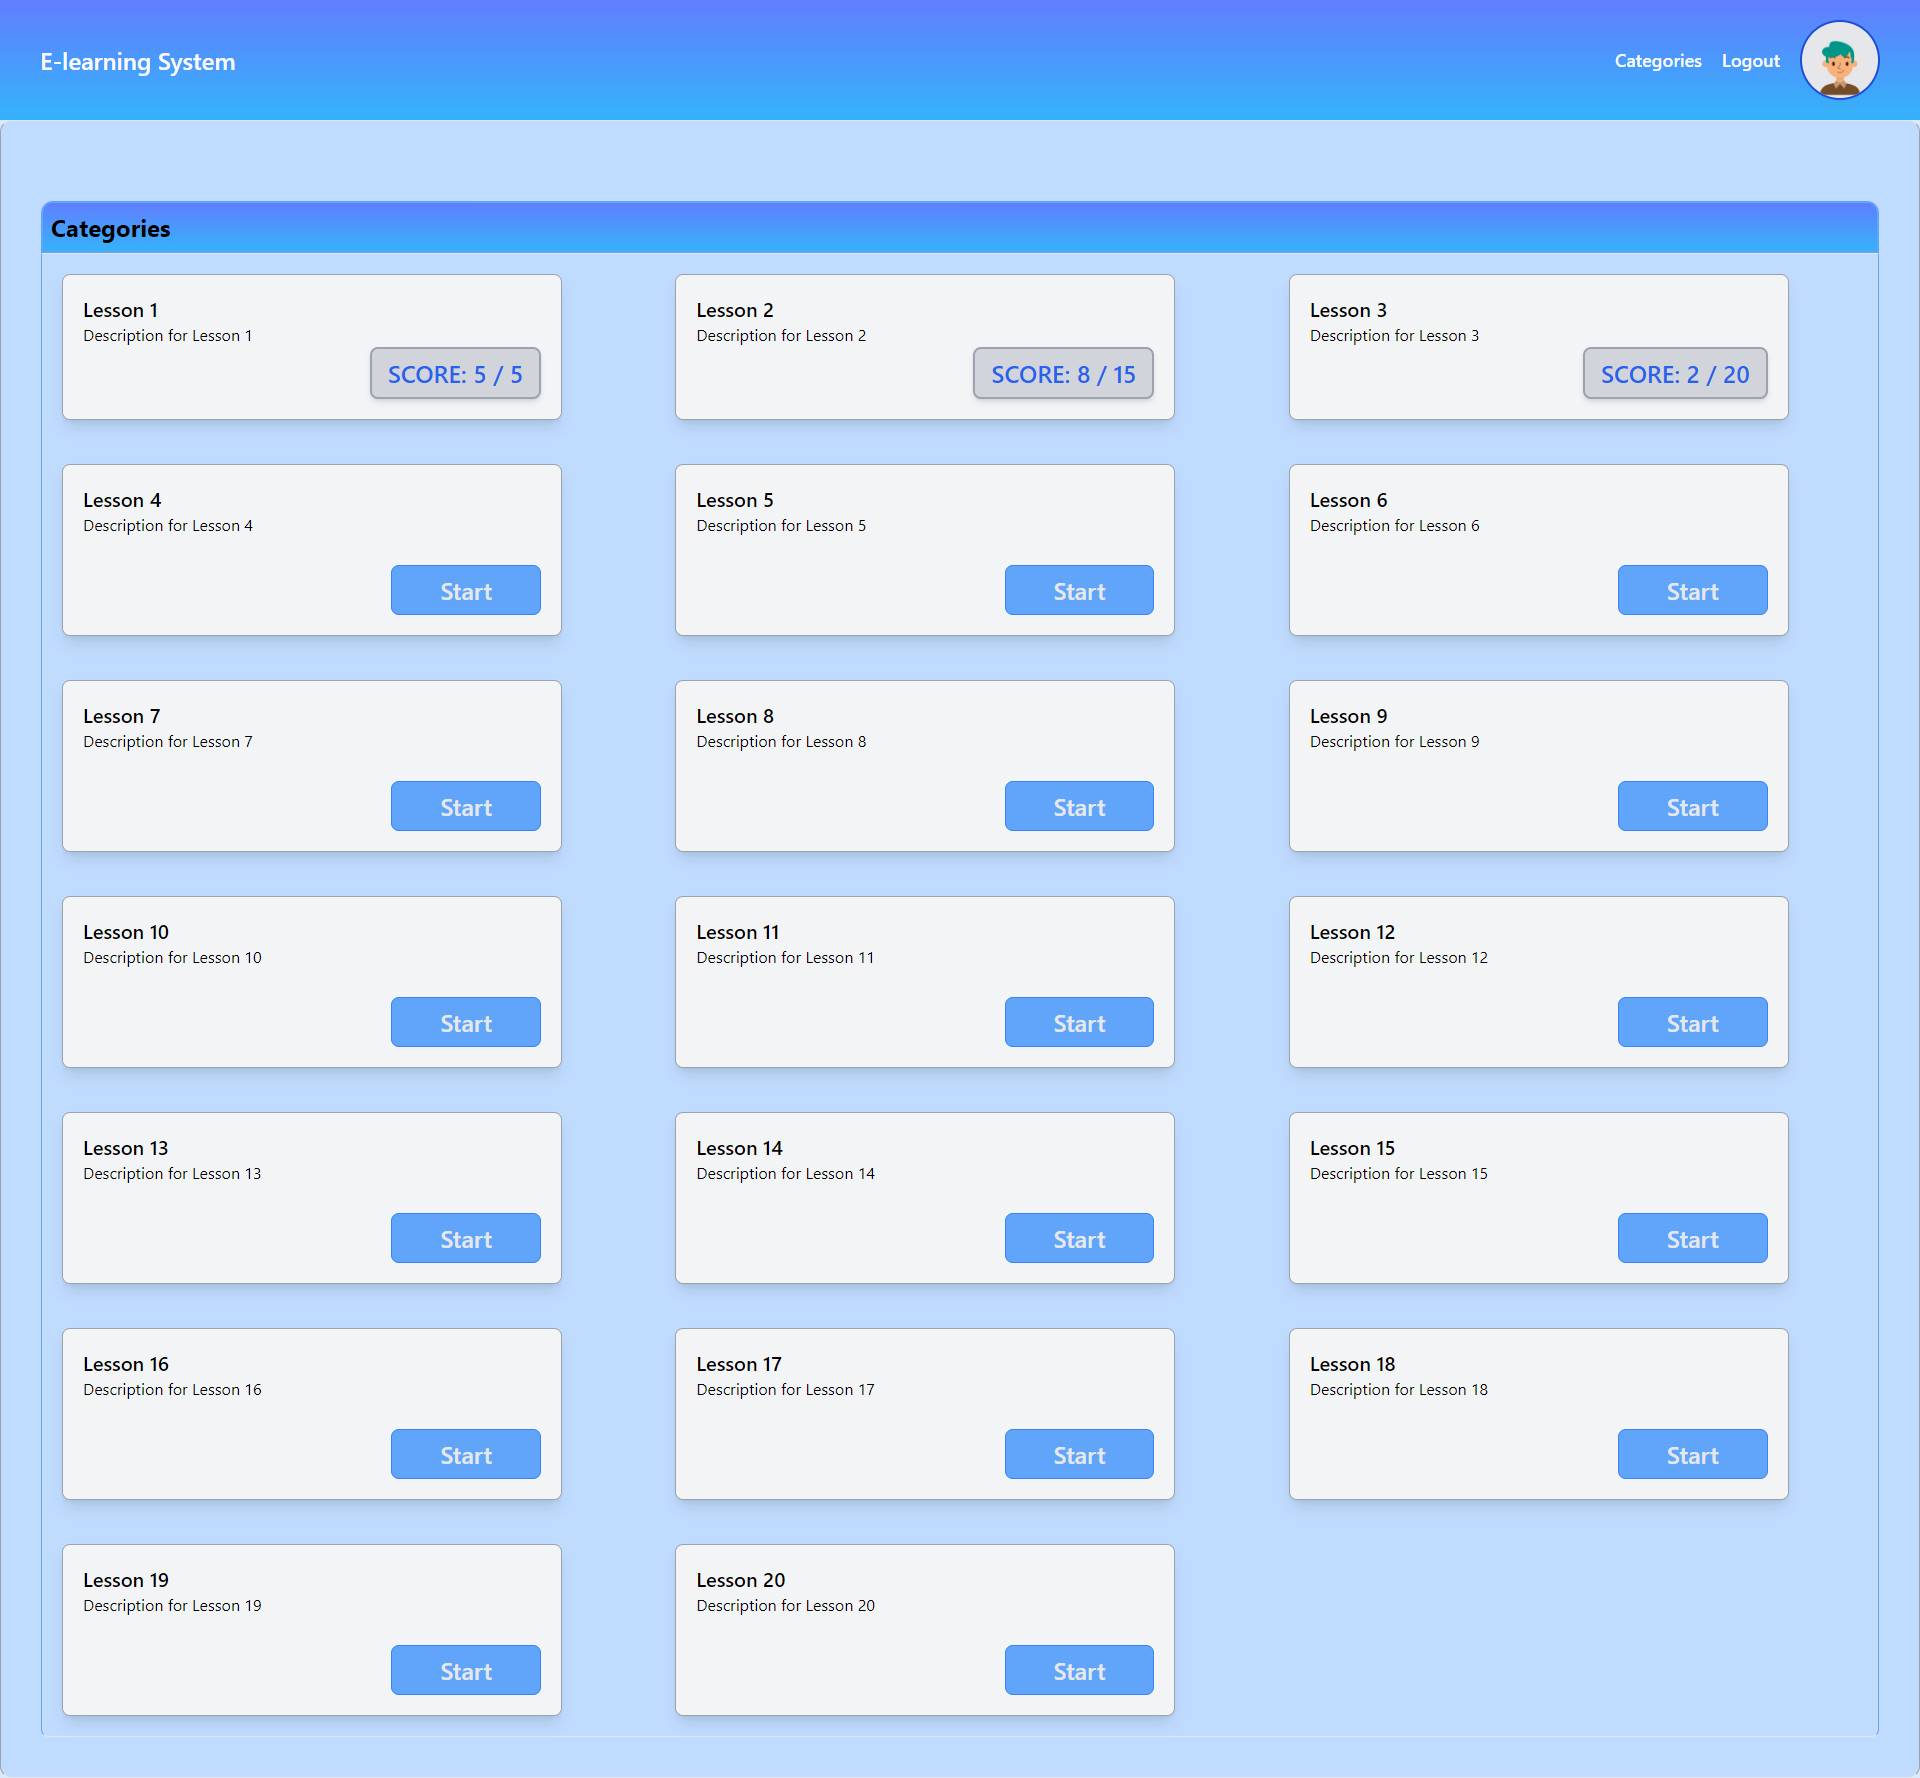 E-learning System
Categories Logout
Categories
Lesson 1
Description for Lesson 1
SCORE: 5 / 5
Lesson 2
Description for Lesson 2
SCORE: 8 / 15
Lesson 3
Description for Lesson 3
SCORE: 2 / 20
Lesson 4
Description for Lesson 4
Start
Lesson 5
Description for Lesson 5
Start
Lesson 6
Description for Lesson 6
Start
Lesson 7
Description for Lesson 7
Start
Lesson 8
Description for Lesson 8
Start
Lesson 9
Description for Lesson 9
Start
Lesson 10
Description for Lesson 10
Start
Lesson 11
Description for Lesson 11
Start
Lesson 12
Description for Lesson 12
Start
Lesson 13
Description for Lesson 13
Start
Lesson 14
Description for Lesson 14
Start
Lesson 15
Description for Lesson 15
Start
Lesson 16
Description for Lesson 16
Start
Lesson 17
Description for Lesson 17
Start
Lesson 18
Description for Lesson 18
Start
Lesson 19
Description for Lesson 19
Start
Lesson 20
Description for Lesson 20
Start